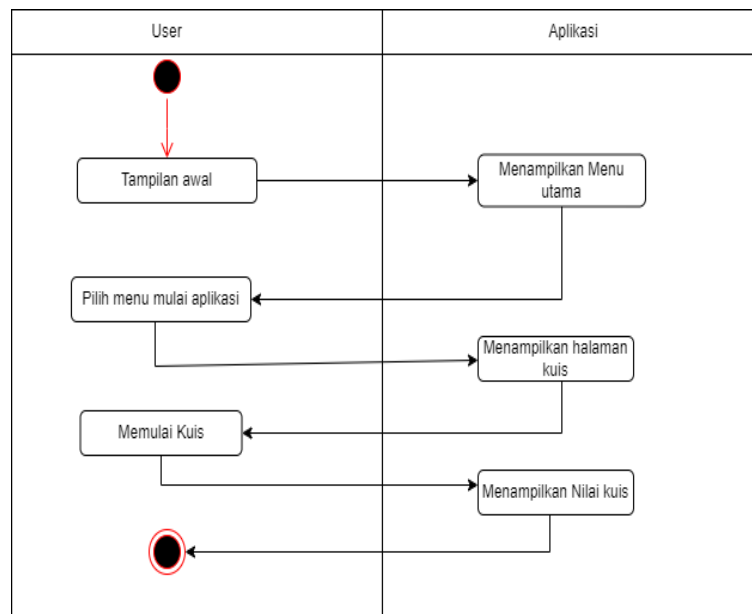 User
Aplikasi
Tampilan awal
Menampilkan Menu
utama
Pilih menu mulai aplikasi
Menampilkan halaman
kuis
Memulai Kuis
Menampilkan Nilai kuis